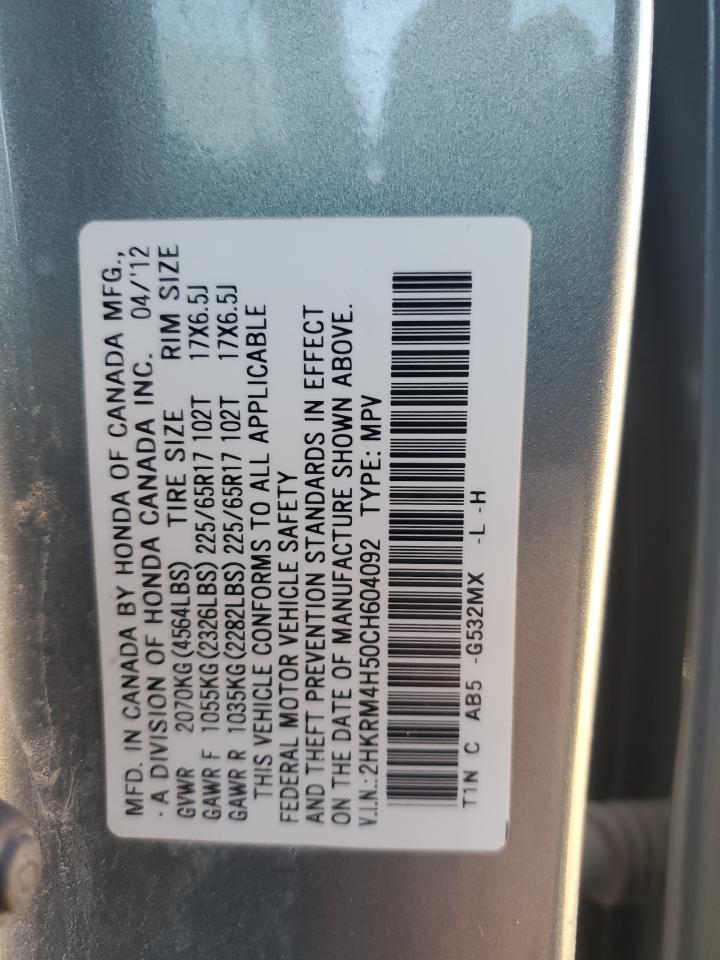 MFD. IN CANADA BY HONDA OF CANADA MFG.,
· A DIVISION OF HONDA CANADA INC. 04/'12
GVWR 2070KG(4564LBS) TIRE SIZE RIM SIZE
GAWR F 1055KG(2326LBS) 225/65R17 102T 17X6.5J
GAWR R 1035KG(2282LBS) 225/65R17 102T 17X6.5J
THIS VEHICLE CONFORMS TO ALL APPLICABLE
FEDERAL MOTOR VEHICLE SAFETY
AND THEFT PREVENTION STANDARDS IN EFFECT
ON THE DATE OF MANUFACTURE SHOWN ABOVE.
V.I.N.: 2HKRM4H50CH604092 TYPE: MPV
T1N C AB5 -G532MX -L -H